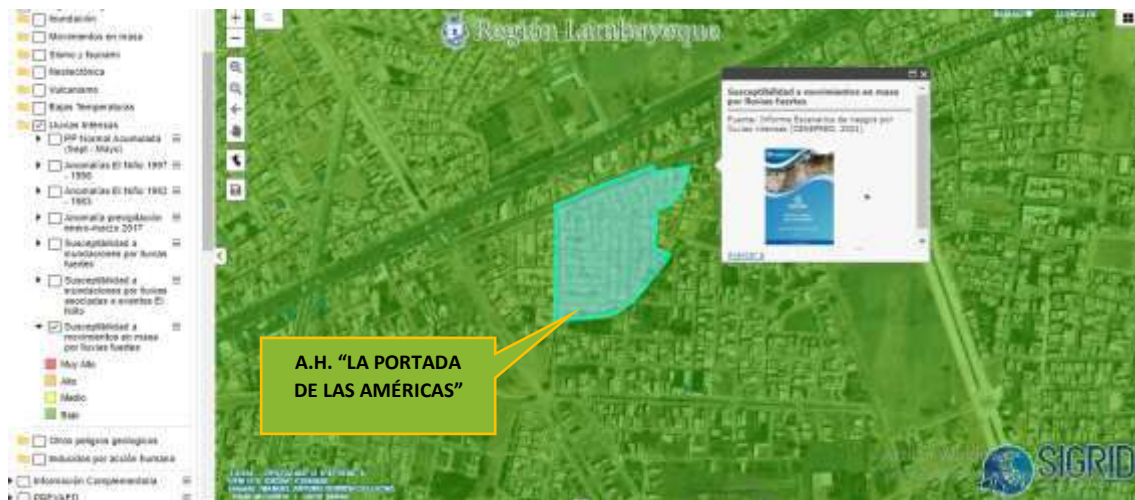 Inundación
Movimientos en masa
Sismo y Tsunami
Neotectónica
Vulcanismo
Bajas Temperaturas
Lluvias Intensas
PP Normal Acumulada
(Sept - Mayo)
Anomalías El Niño 1997
- 1998
Anomalías El Niño 1982
- 1983
Anomalía precipitación
enero-marzo 2017
Susceptibilidad a
inundaciones por lluvias
fuertes
Susceptibilidad a
inundaciones por lluvias
asociadas a eventos El
Niño
Susceptibilidad a
movimientos en masa
por lluvias fuertes
Muy Alto
Alto
Medio
Bajo
Otros peligros geológicos
Inducidos por acción humana
Información Complementaria
PREVAED
Región Lambayeque
Susceptibilidad a movimientos en masa
por lluvias fuertes
Fuente: Informe Escenarios de riesgos por
lluvias intensas (CENEPRED, 2021)
A.H. “LA PORTADA
DE LAS AMÉRICAS”
SIGRID